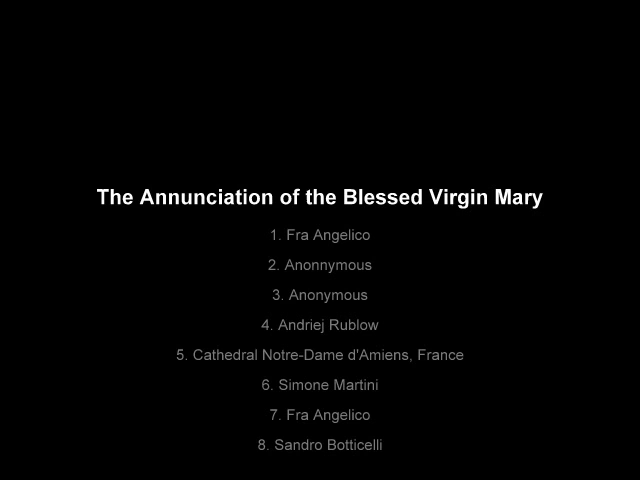 The Annunciation of the Blessed Virgin Mary
1. Fra Angelico
2. Anonnymous
3. Anonymous
4. Andriej Rublow
5. Cathedral Notre-Dame d'Amiens, France
6. Simone Martini
7. Fra Angelico
8. Sandro Botticelli